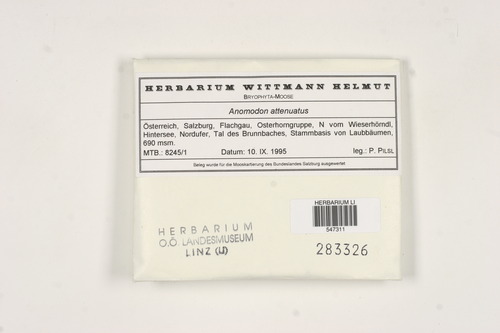 HERBARIUM WITTMANN HELMUT
BRYOPHYTA-MOOSE
Anomodon attenuatus
Österreich, Salzburg, Flachgau, Osterhorngruppe, N vom Wieserhörndl,
Hintersee, Nordufer, Tal des Brunnbaches, Stammbasis von Laubbäumen,
690 msm.
MTB.: 8245/1 Datum: 10. IX. 1995 leg.: P. PILSL
Beleg wurde für die Mooskartierung des Bundeslandes Salzburg ausgewertet
HERBARIUM LI
547311
HERBARIUM
O.Ö. LANDESMUSEUM
LINZ (LI)
283326